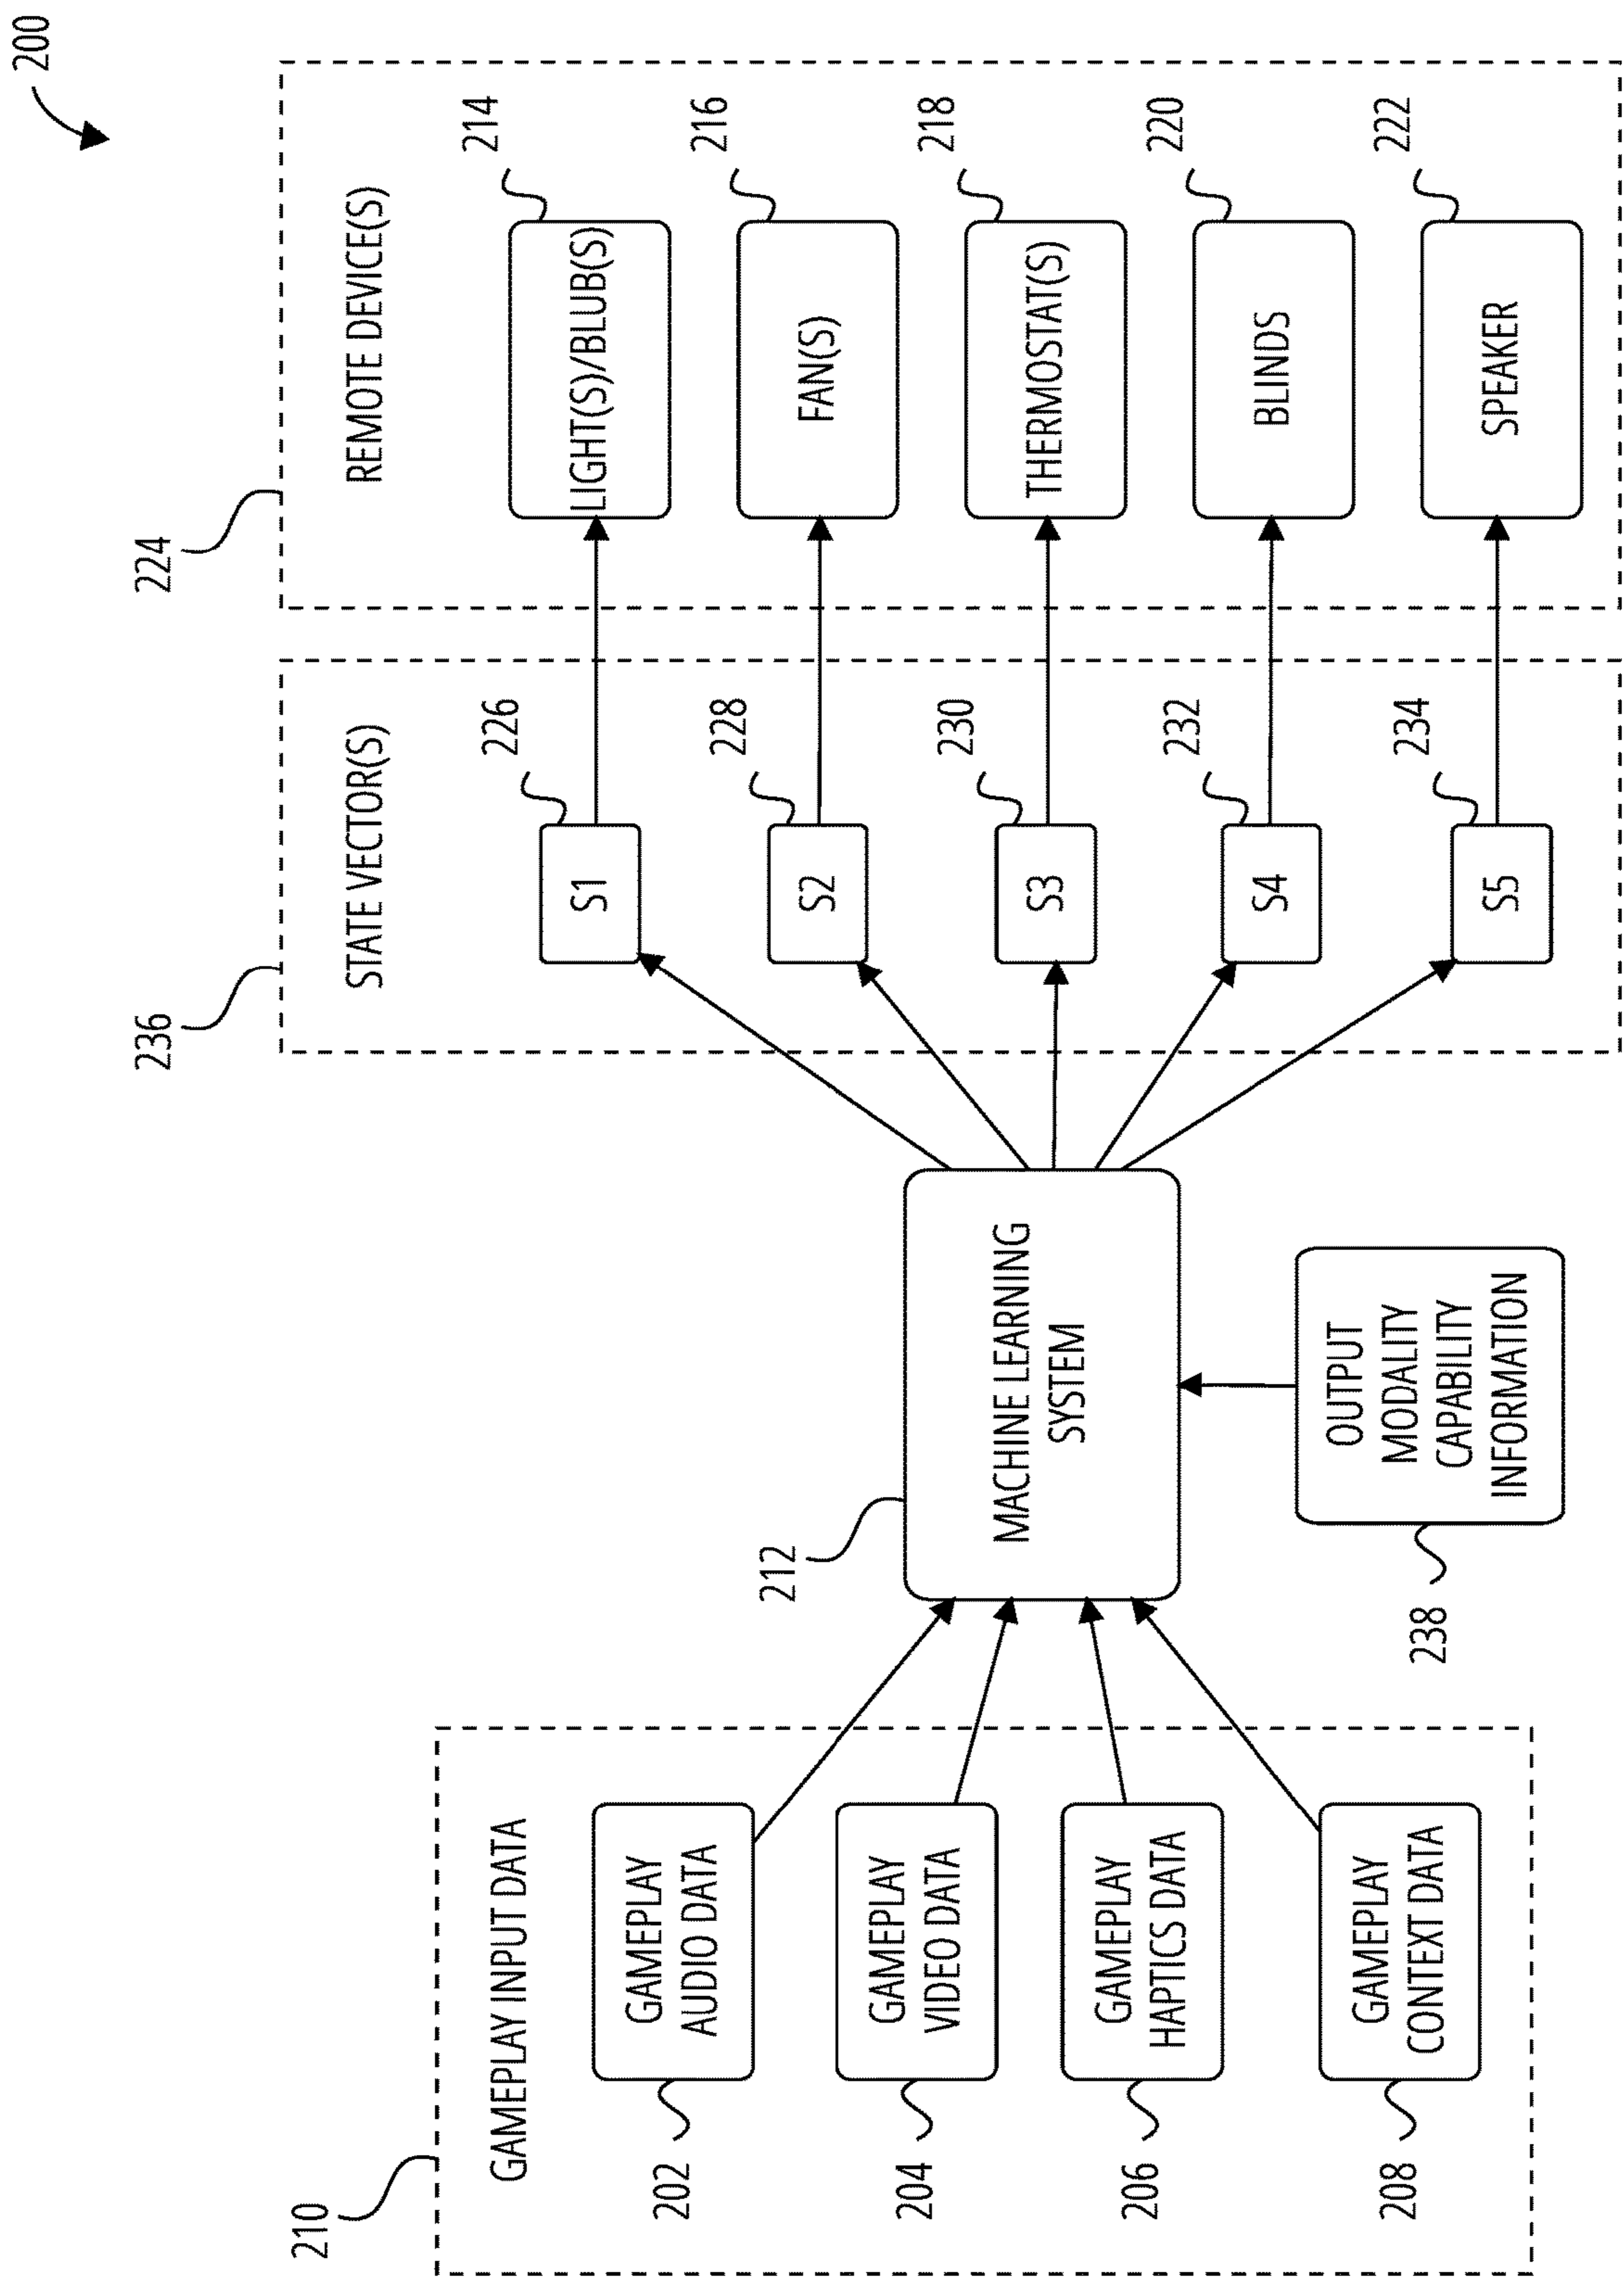 200
210
GAMEPLAY INPUT DATA
202
GAMEPLAY
AUDIO DATA
204
GAMEPLAY
VIDEO DATA
206
GAMEPLAY
HAPTICS DATA
208
GAMEPLAY
CONTEXT DATA
212
MACHINE LEARNING
SYSTEM
238
OUTPUT
MODALITY
CAPABILITY
INFORMATION
236
STATE VECTOR(S)
226
S1
228
S2
230
S3
232
S4
234
S5
224
REMOTE DEVICE(S)
214
LIGHT(S)/BLUB(S)
216
FAN(S)
218
THERMOSTAT(S)
220
BLINDS
222
SPEAKER